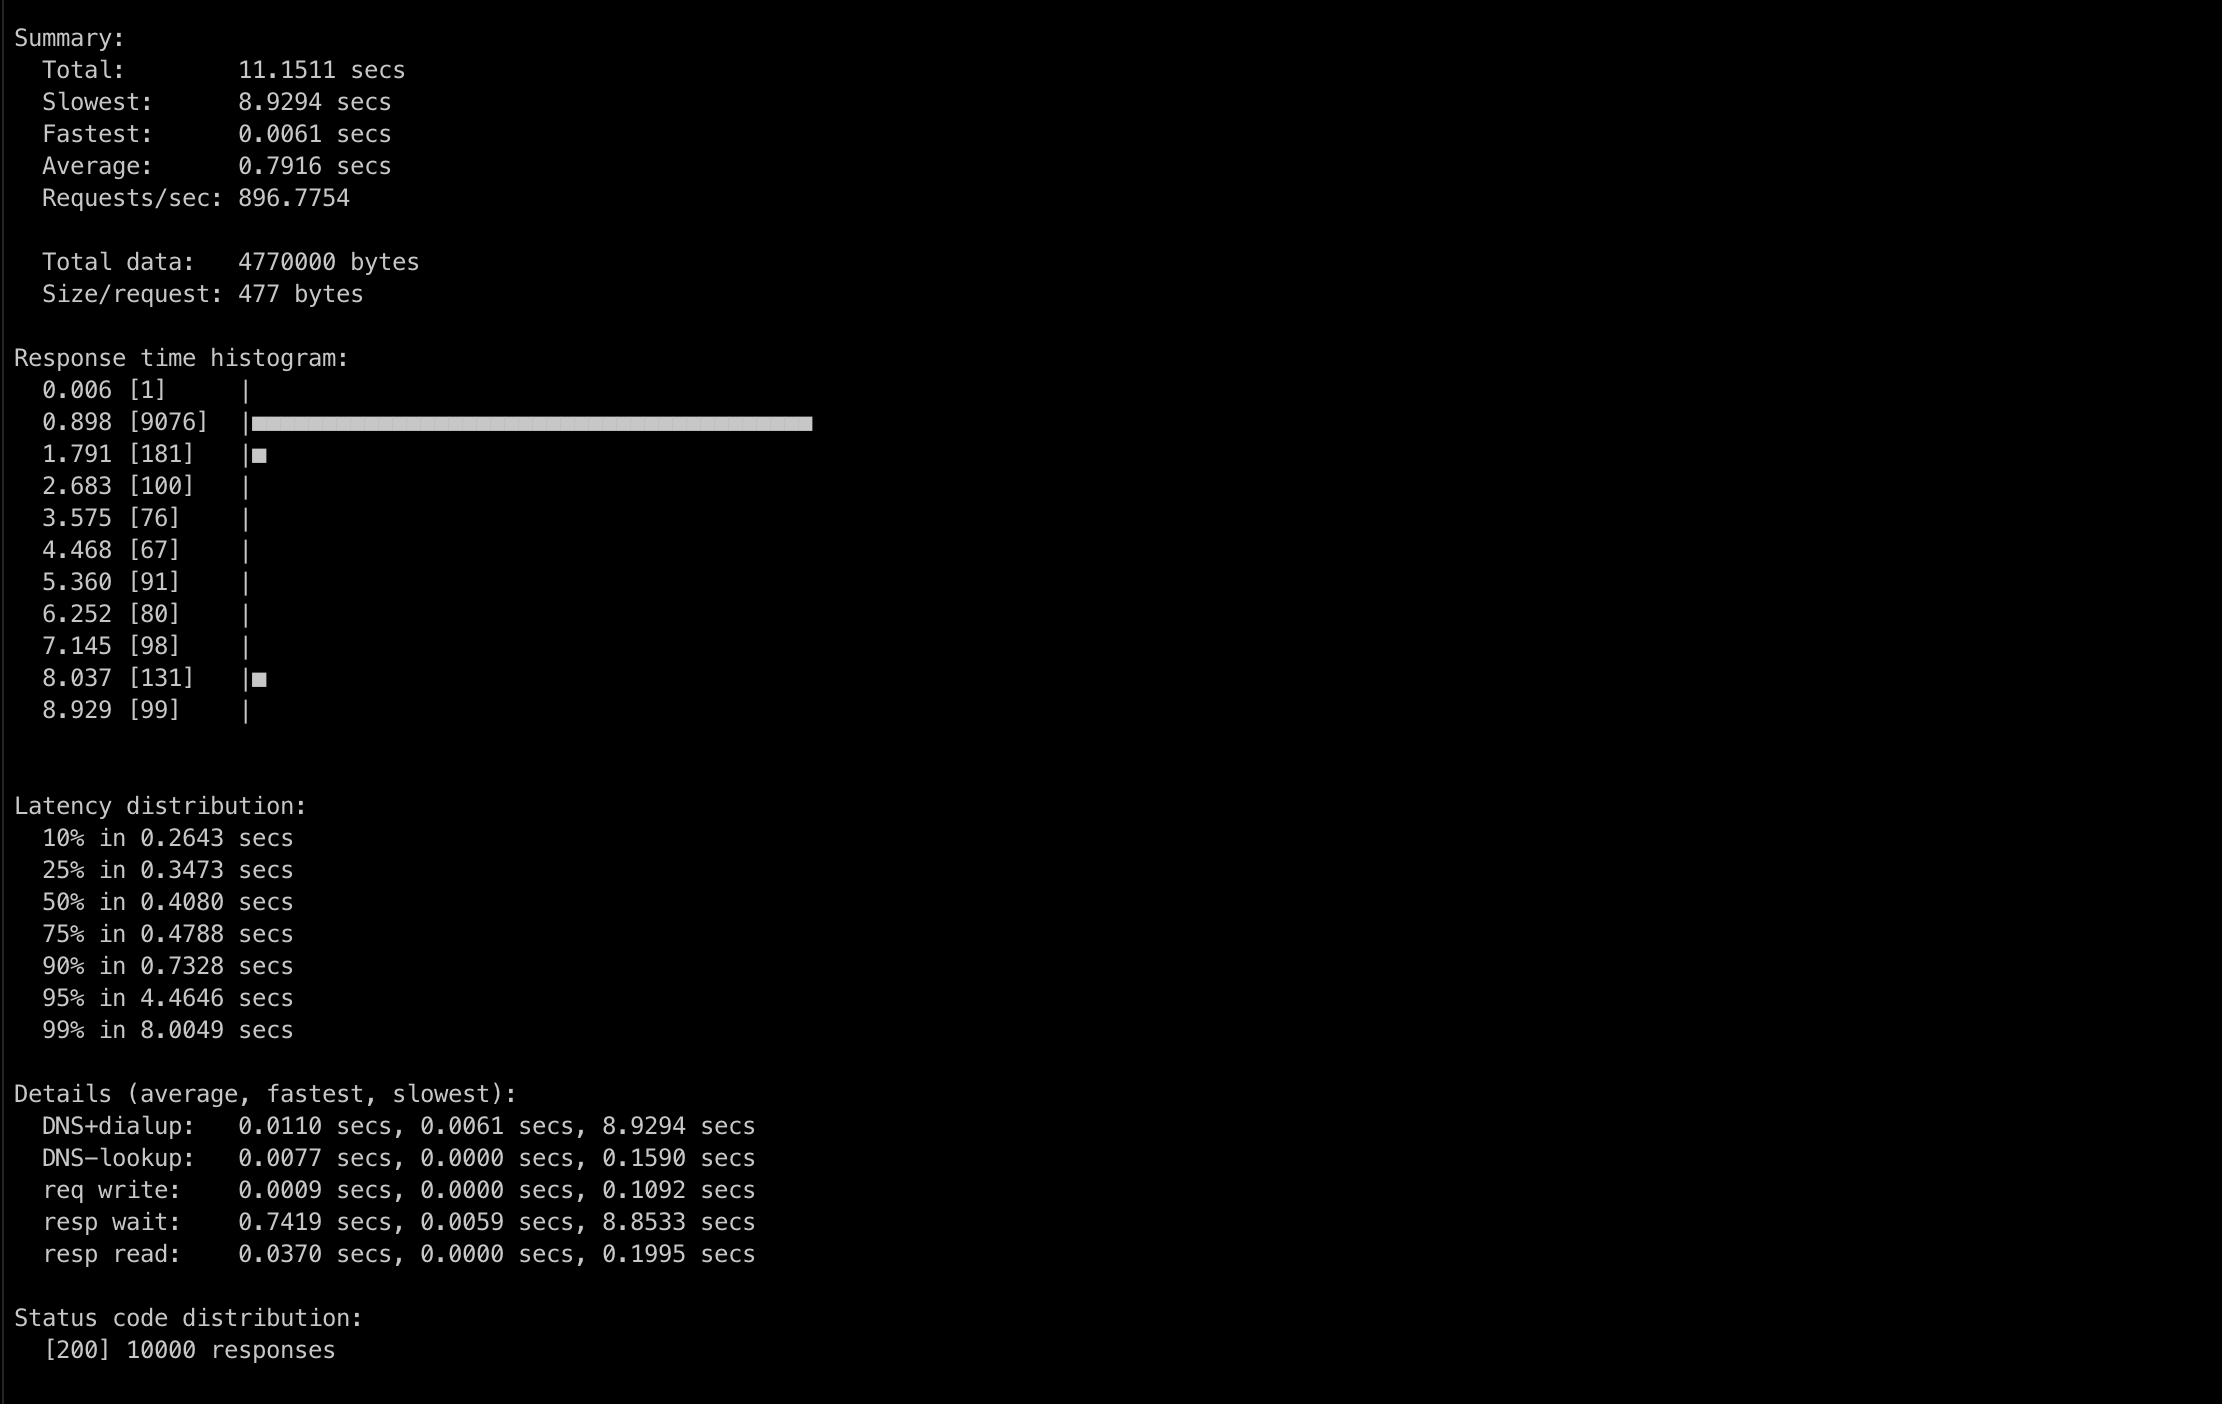 Summary:
  Total:        11.1511 secs
  Slowest:      8.9294 secs
  Fastest:      0.0061 secs
  Average:      0.7916 secs
  Requests/sec: 896.7754
  Total data:   4770000 bytes
  Size/request: 477 bytes
Response time histogram:
  0.006 [1]     |
  0.898 [9076]  |■■■■■■■■■■■■■■■■■■■■■■■■■■■■■■■■■■■■■■■■
  1.791 [181]   |■
  2.683 [100]   |
  3.575 [76]    |
  4.468 [67]    |
  5.360 [91]    |
  6.252 [80]    |
  7.145 [98]    |
  8.037 [131]   |■
  8.929 [99]    |
Latency distribution:
  10% in 0.2643 secs
  25% in 0.3473 secs
  50% in 0.4080 secs
  75% in 0.4788 secs
  90% in 0.7328 secs
  95% in 4.4646 secs
  99% in 8.0049 secs
Details (average, fastest, slowest):
  DNS+dialup:   0.0110 secs, 0.0061 secs, 8.9294 secs
  DNS-lookup:   0.0077 secs, 0.0000 secs, 0.1590 secs
  req write:    0.0009 secs, 0.0000 secs, 0.1092 secs
  resp wait:    0.7419 secs, 0.0059 secs, 8.8533 secs
  resp read:    0.0370 secs, 0.0000 secs, 0.1995 secs
Status code distribution:
  [200] 10000 responses